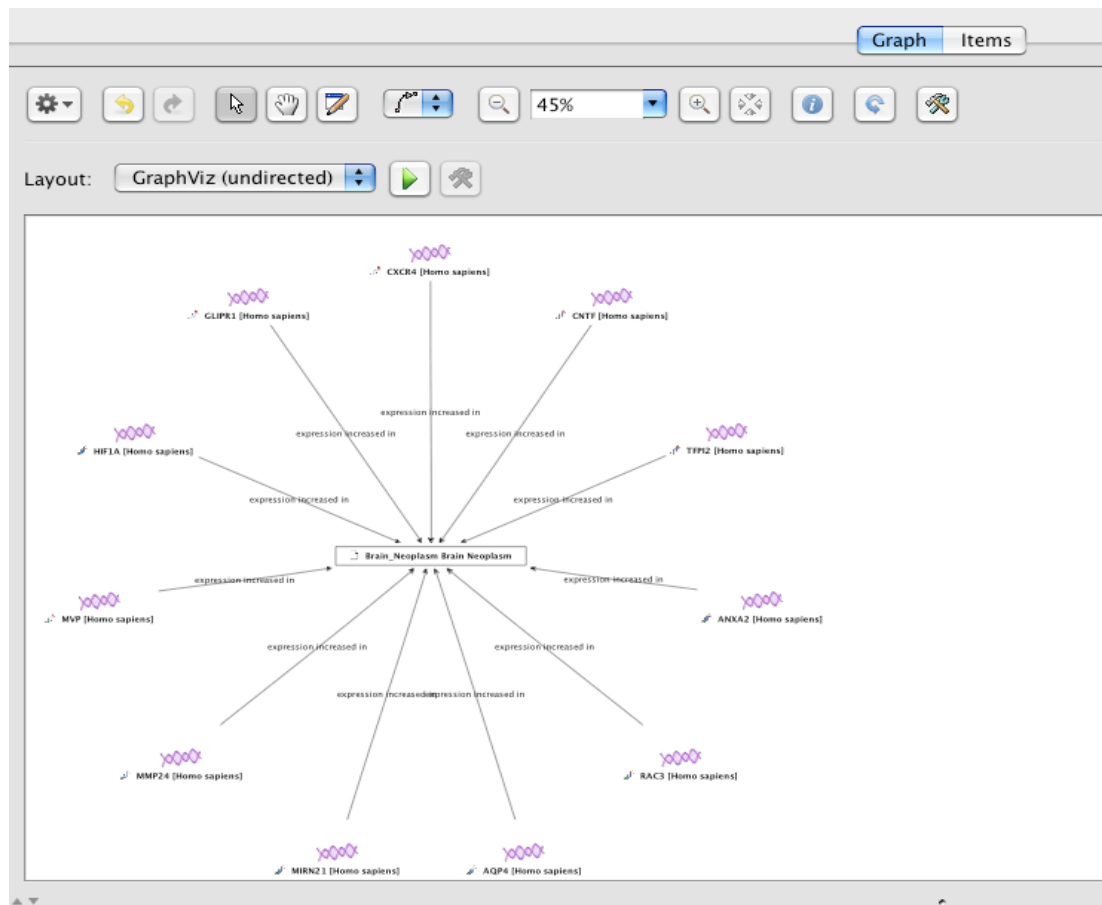 Graph Items
45%
Layout: GraphViz (undirected)
CXCR4 [Homo sapiens]
GLIPR1 [Homo sapiens]
CNTF [Homo sapiens]
expression increased in
expression increased in
expression increased in
HIF1A [Homo sapiens]
TFPI2 [Homo sapiens]
expression increased in
expression increased in
Brain_Neoplasm Brain Neoplasm
expression increased in
expression increased in
MVP [Homo sapiens]
ANXA2 [Homo sapiens]
expression increased in
expression increased in
expression increased in
expression increased in
MMP24 [Homo sapiens]
RAC3 [Homo sapiens]
MIRN21 [Homo sapiens]
AQP4 [Homo sapiens]